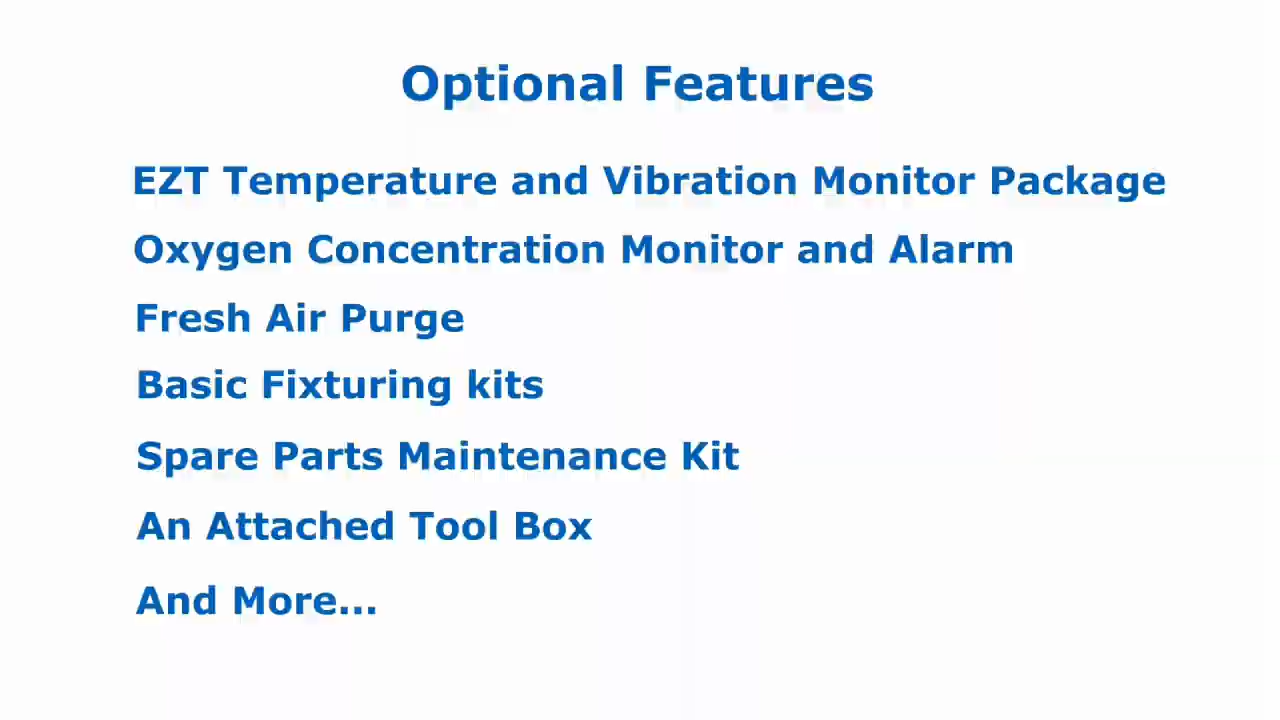 Optional Features
EZT Temperature and Vibration Monitor Package
Oxygen Concentration Monitor and Alarm
Fresh Air Purge
Basic Fixturing kits
Spare Parts Maintenance Kit
An Attached Tool Box
And More...